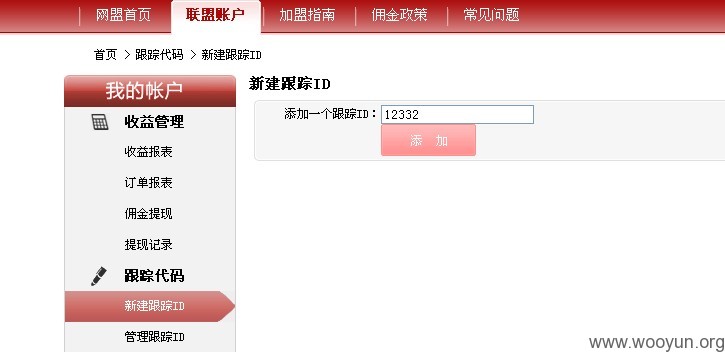 网盟首页 联盟账户 加盟指南 佣金政策 常见问题
首页 > 跟踪代码 > 新建跟踪ID
我的帐户
收益管理
收益报表
订单报表
佣金提现
提现记录
跟踪代码
新建跟踪ID
管理跟踪ID
新建跟踪ID
添加一个跟踪ID：12332
添 加
www.wooyun.org